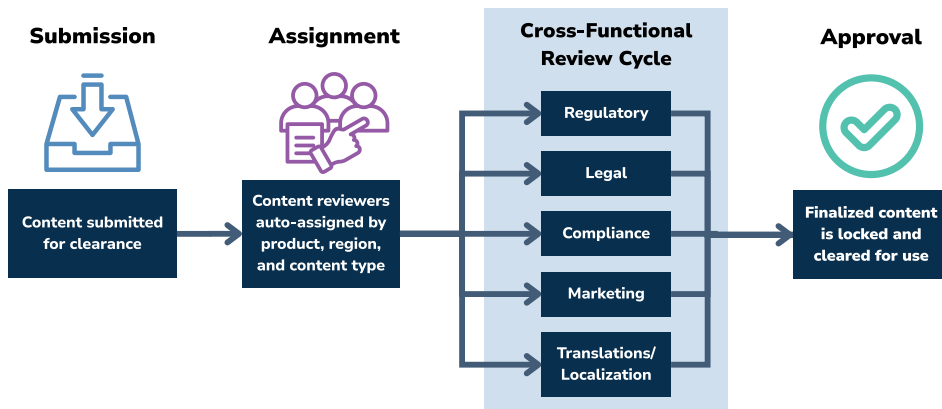 Submission
Content submitted
for clearance
Assignment
Content reviewers
auto-assigned by
product, region,
and content type
Cross-Functional
Review Cycle
Regulatory
Legal
Compliance
Marketing
Translations/
Localization
Approval
Finalized content
is locked and
cleared for use